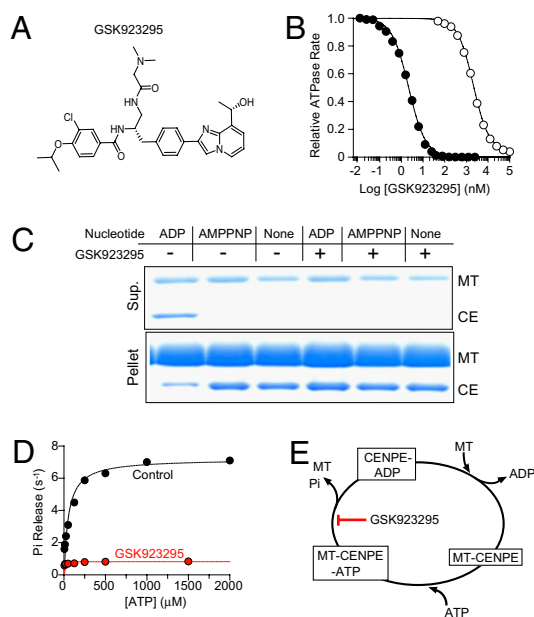 A
GSK923295
N
O
HN
OH
Cl
HN
N
O
O
N
B
Relative ATPase Rate
1.0
0.8
0.6
0.4
0.2
0.0
-2 -1 0 1 2 3 4 5
Log [GSK923295] (nM)
C
Nucleotide ADP AMPPNP None ADP AMPPNP None
GSK923295 - - - + + +
Sup.
MT
CE
Pellet
MT
CE
D
Pi Release (s-1)
8
6
4
2
0
Control
GSK923295
0 500 1000 1500 2000
[ATP] (μM)
E
CENPE-
ADP
MT
ADP
MT
Pi
GSK923295
MT-CENPE
-ATP
MT-CENPE
ATP